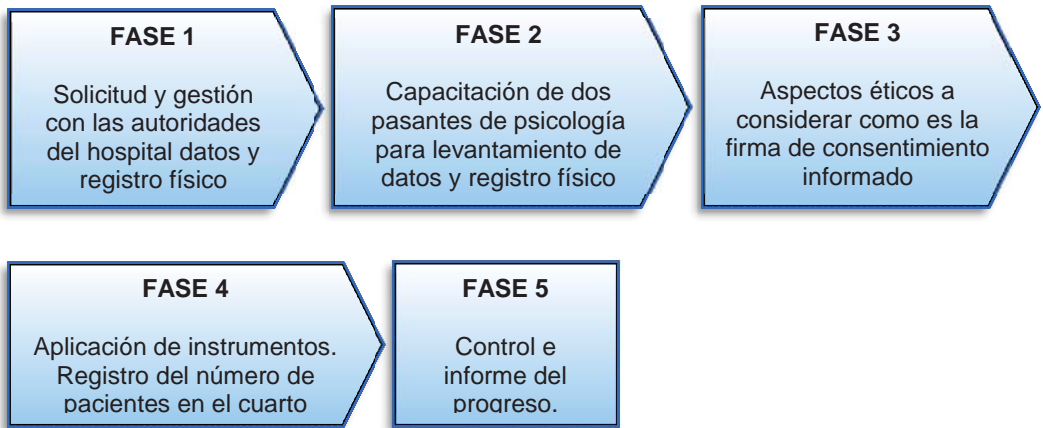 FASE 1
Solicitud y gestión
con las autoridades
del hospital datos y
registro físico
FASE 2
Capacitación de dos
pasantes de psicología
para levantamiento de
datos y registro físico
FASE 3
Aspectos éticos a
considerar como es la
firma de consentimiento
informado
FASE 4
Aplicación de instrumentos.
Registro del número de
pacientes en el cuarto
FASE 5
Control e
informe del
progreso.